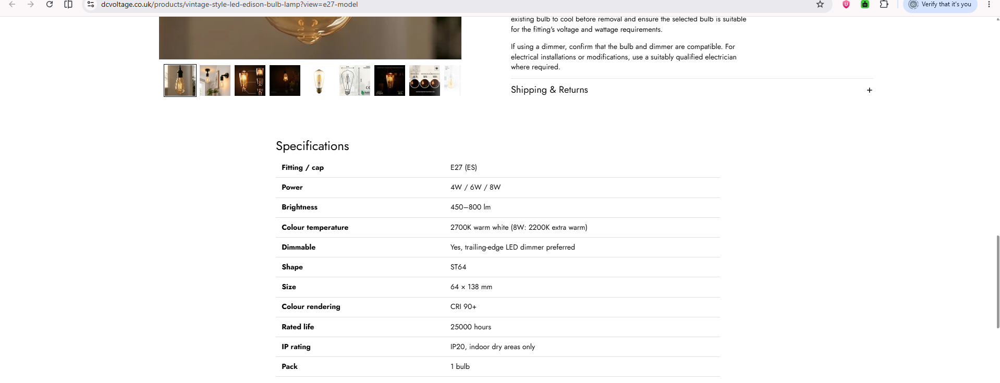 dcvoltage.co.uk/products/vintage-style-led-edison-bulb-lamp?view=e27-model
Verify that it's you
existing bulb to cool before removal and ensure the selected bulb is suitable
for the fitting's voltage and wattage requirements.
If using a dimmer, confirm that the bulb and dimmer are compatible. For
electrical installations or modifications, use a suitably qualified electrician
where required.
Shipping & Returns
Specifications
Fitting / cap E27 (ES)
Power 4W / 6W / 8W
Brightness 450–800 lm
Colour temperature 2700K warm white (8W: 2200K extra warm)
Dimmable Yes, trailing-edge LED dimmer preferred
Shape ST64
Size 64 × 138 mm
Colour rendering CRI 90+
Rated life 25000 hours
IP rating IP20, indoor dry areas only
Pack 1 bulb